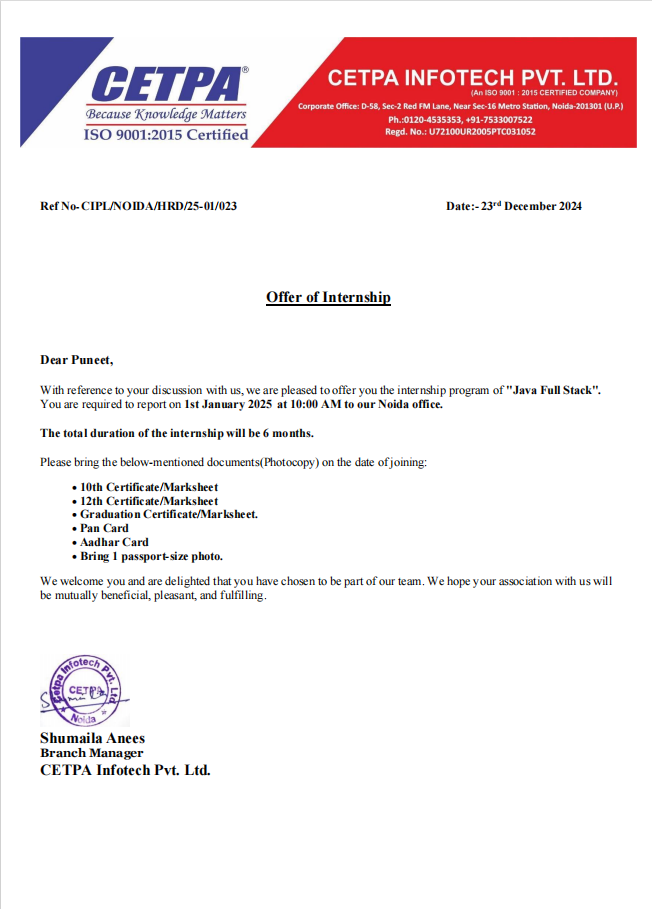 CETPA®
Because Knowledge Matters
ISO 9001:2015 Certified
CETPA INFOTECH PVT. LTD.
(An ISO 9001 : 2015 CERTIFIED COMPANY)
Corporate Office: D-58, Sec-2 Red FM Lane, Near Sec-16 Metro Station, Noida-201301 (U.P.)
Ph.:0120-4535353, +91-7533007522
Regd. No.: U72100UR2005PTC031052
Ref No- CIPL/NOIDA/HRD/25-01/023 Date:- 23rd December 2024
Offer of Internship
Dear Puneet,
With reference to your discussion with us, we are pleased to offer you the internship program of "Java Full Stack".
You are required to report on 1st January 2025 at 10:00 AM to our Noida office.
The total duration of the internship will be 6 months.
Please bring the below-mentioned documents(Photocopy) on the date of joining:
• 10th Certificate/Marksheet
• 12th Certificate/Marksheet
• Graduation Certificate/Marksheet.
• Pan Card
• Aadhar Card
• Bring 1 passport-size photo.
We welcome you and are delighted that you have chosen to be part of our team. We hope your association with us will
be mutually beneficial, pleasant, and fulfilling.
Cetpa Infotech Pvt. Ltd
CETPA
Noida
Shumaila Anees
Branch Manager
CETPA Infotech Pvt. Ltd.